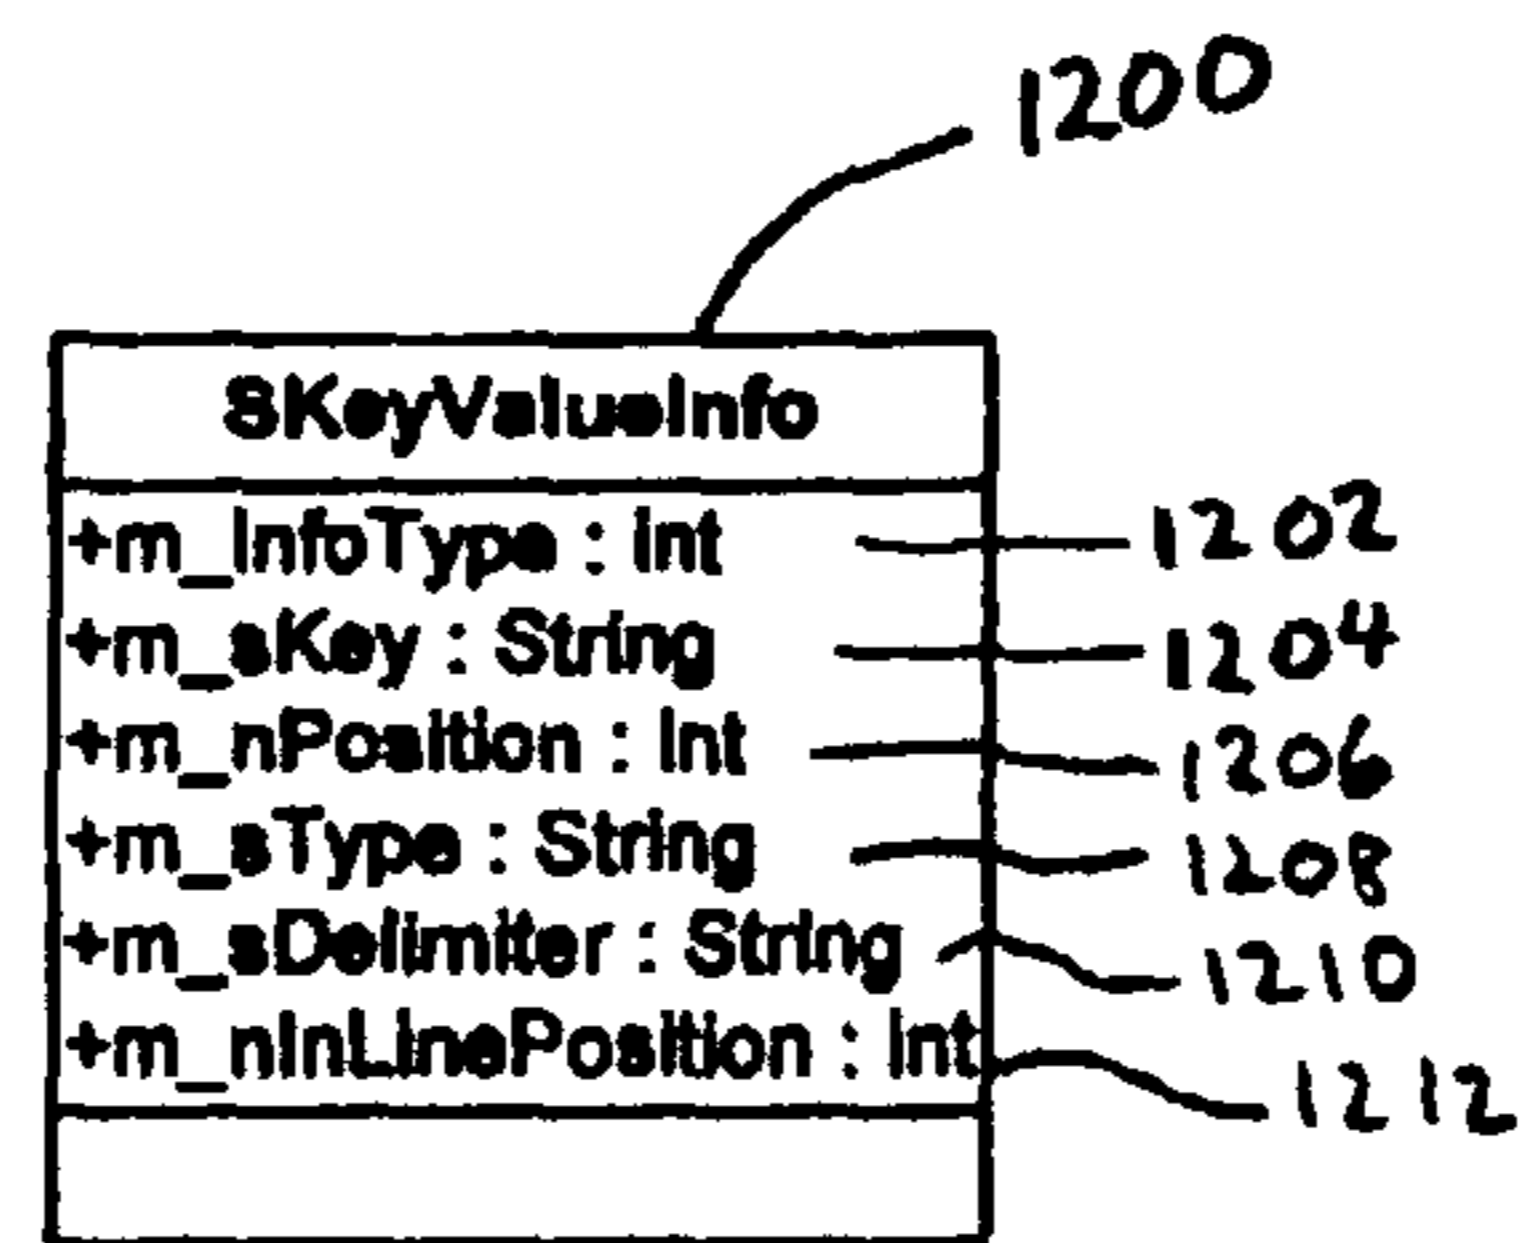 1200
SKeyValueInfo
+m_InfoType : int 1202
+m_sKey : String 1204
+m_nPosition : int 1206
+m_sType : String 1208
+m_sDelimiter : String 1210
+m_nInLinePosition : int 1212